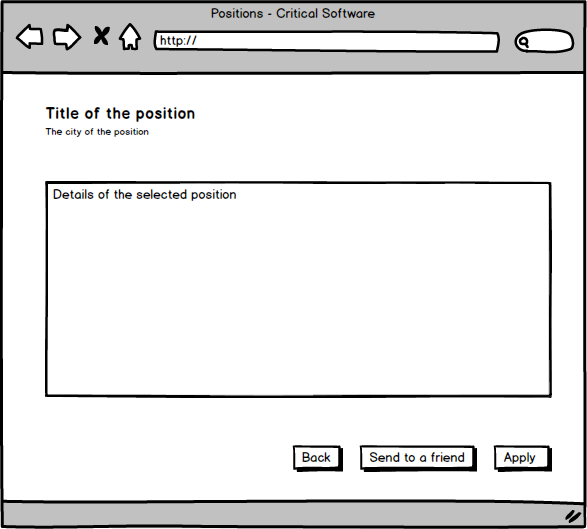 Positions - Critical Software
http://
Title of the position
The city of the position
Details of the selected position
Back
Send to a friend
Apply